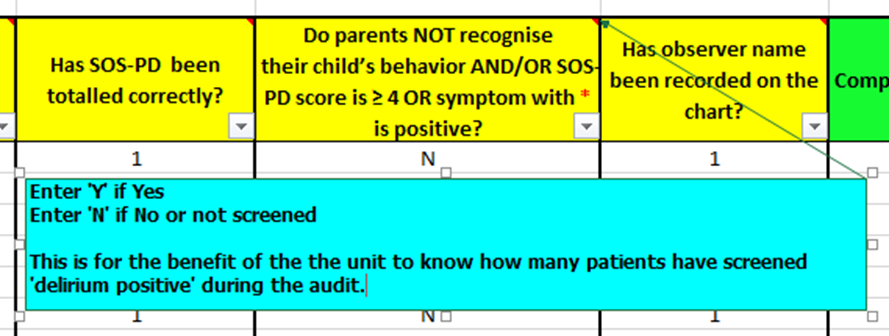 Has SOS-PD been
totalled correctly?
Do parents NOT recognise
their child's behavior AND/OR SOS-
PD score is ≥ 4 OR symptom with *
is positive?
Has observer name
been recorded on the
chart?
Comp
1
N
1
Enter 'Y' if Yes
Enter 'N' if No or not screened
This is for the benefit of the the unit to know how many patients have screened
'delirium positive' during the audit.
1
N
1